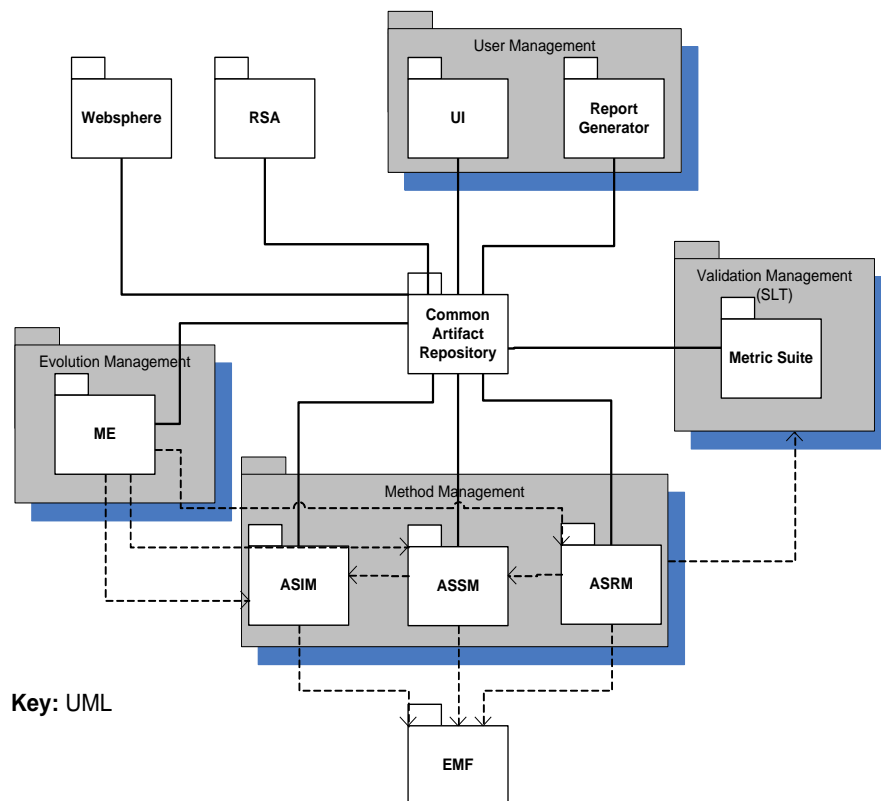 User Management
Websphere
RSA
UI
Report
Generator
Validation Management
(SLT)
Common
Artifact
Repository
Metric Suite
Evolution Management
ME
Method Management
ASIM
ASSM
ASRM
Key: UML
EMF